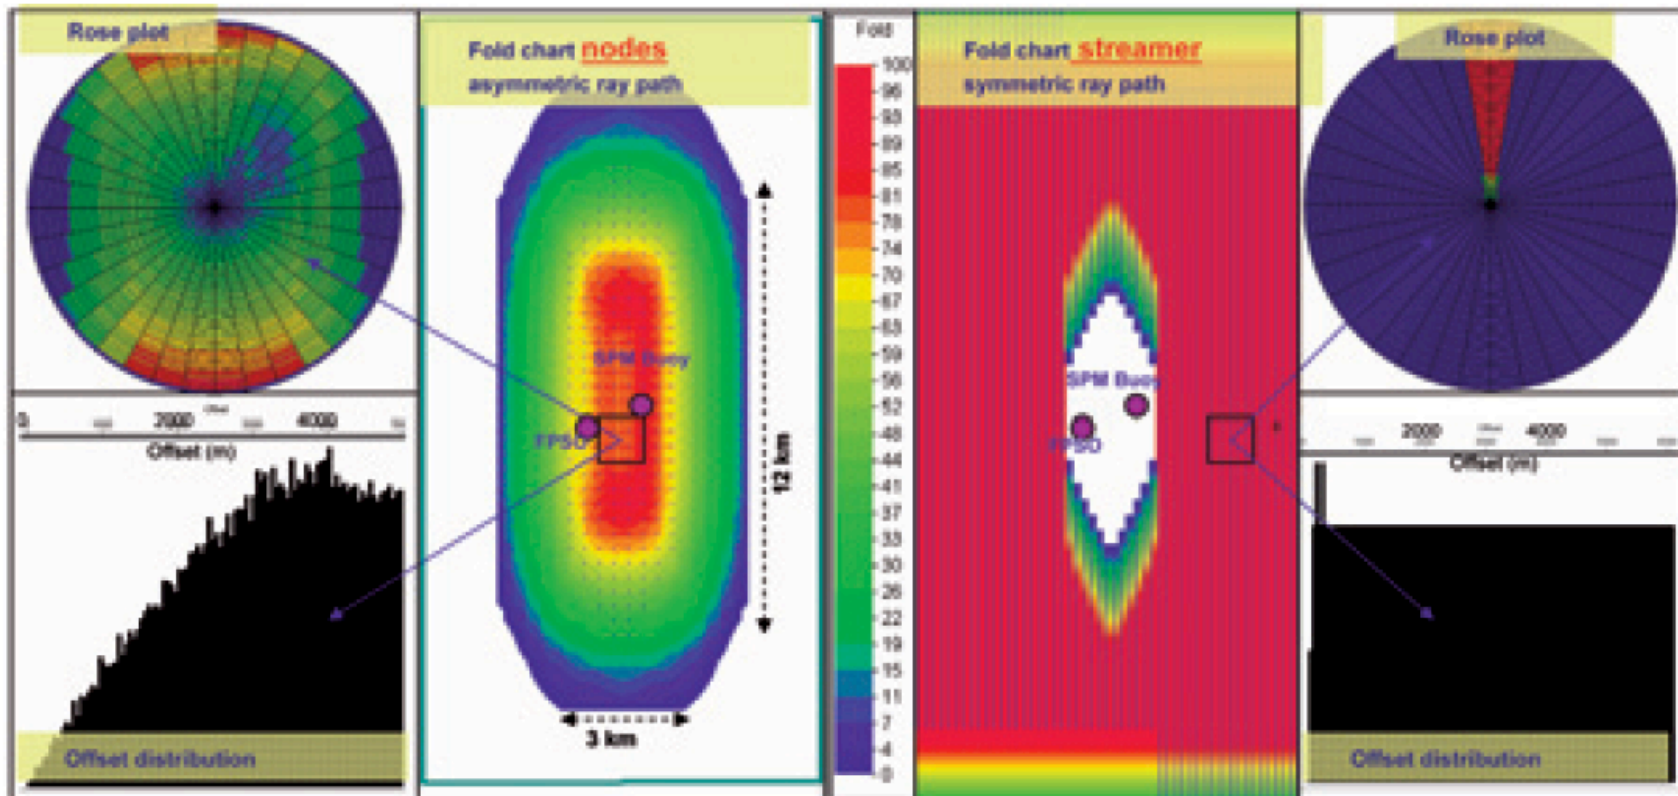 Rose plot
0 2000 Offset 4000
Offset (m)
Offset distribution
Fold chart nodes
asymmetric ray path
SPM Buoy
FPSO
12 km
3 km
Fold
100
96
93
89
85
81
78
74
70
67
63
59
56
52
48
44
41
37
33
30
26
22
19
15
11
7
4
0
Fold chart streamer
symmetric ray path
SPM Buoy
FPSO
Rose plot
2000 4000
Offset (m)
Offset distribution